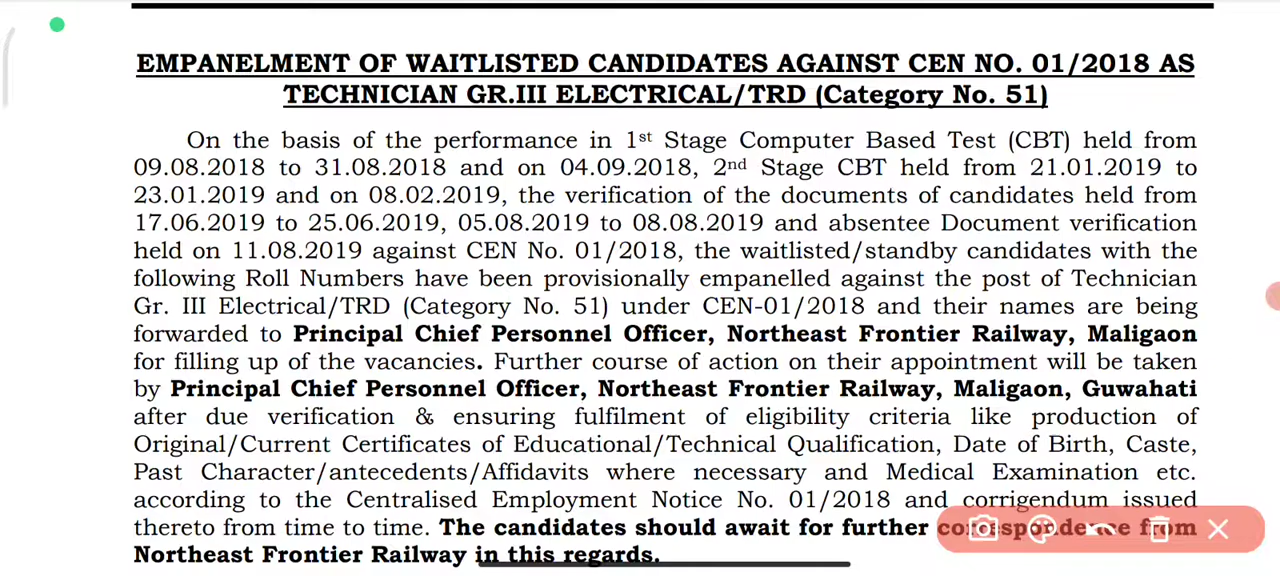 EMPANELMENT OF WAITLISTED CANDIDATES AGAINST CEN NO. 01/2018 AS
TECHNICIAN GR.III ELECTRICAL/TRD (Category No. 51)
On the basis of the performance in 1st Stage Computer Based Test (CBT) held from
09.08.2018 to 31.08.2018 and on 04.09.2018, 2nd Stage CBT held from 21.01.2019 to
23.01.2019 and on 08.02.2019, the verification of the documents of candidates held from
17.06.2019 to 25.06.2019, 05.08.2019 to 08.08.2019 and absentee Document verification
held on 11.08.2019 against CEN No. 01/2018, the waitlisted/standby candidates with the
following Roll Numbers have been provisionally empanelled against the post of Technician
Gr. III Electrical/TRD (Category No. 51) under CEN-01/2018 and their names are being
forwarded to Principal Chief Personnel Officer, Northeast Frontier Railway, Maligaon
for filling up of the vacancies. Further course of action on their appointment will be taken
by Principal Chief Personnel Officer, Northeast Frontier Railway, Maligaon, Guwahati
after due verification & ensuring fulfilment of eligibility criteria like production of
Original/Current Certificates of Educational/Technical Qualification, Date of Birth, Caste,
Past Character/antecedents/Affidavits where necessary and Medical Examination etc.
according to the Centralised Employment Notice No. 01/2018 and corrigendum issued
thereto from time to time. The candidates should await for further correspondence from
Northeast Frontier Railway in this regards.